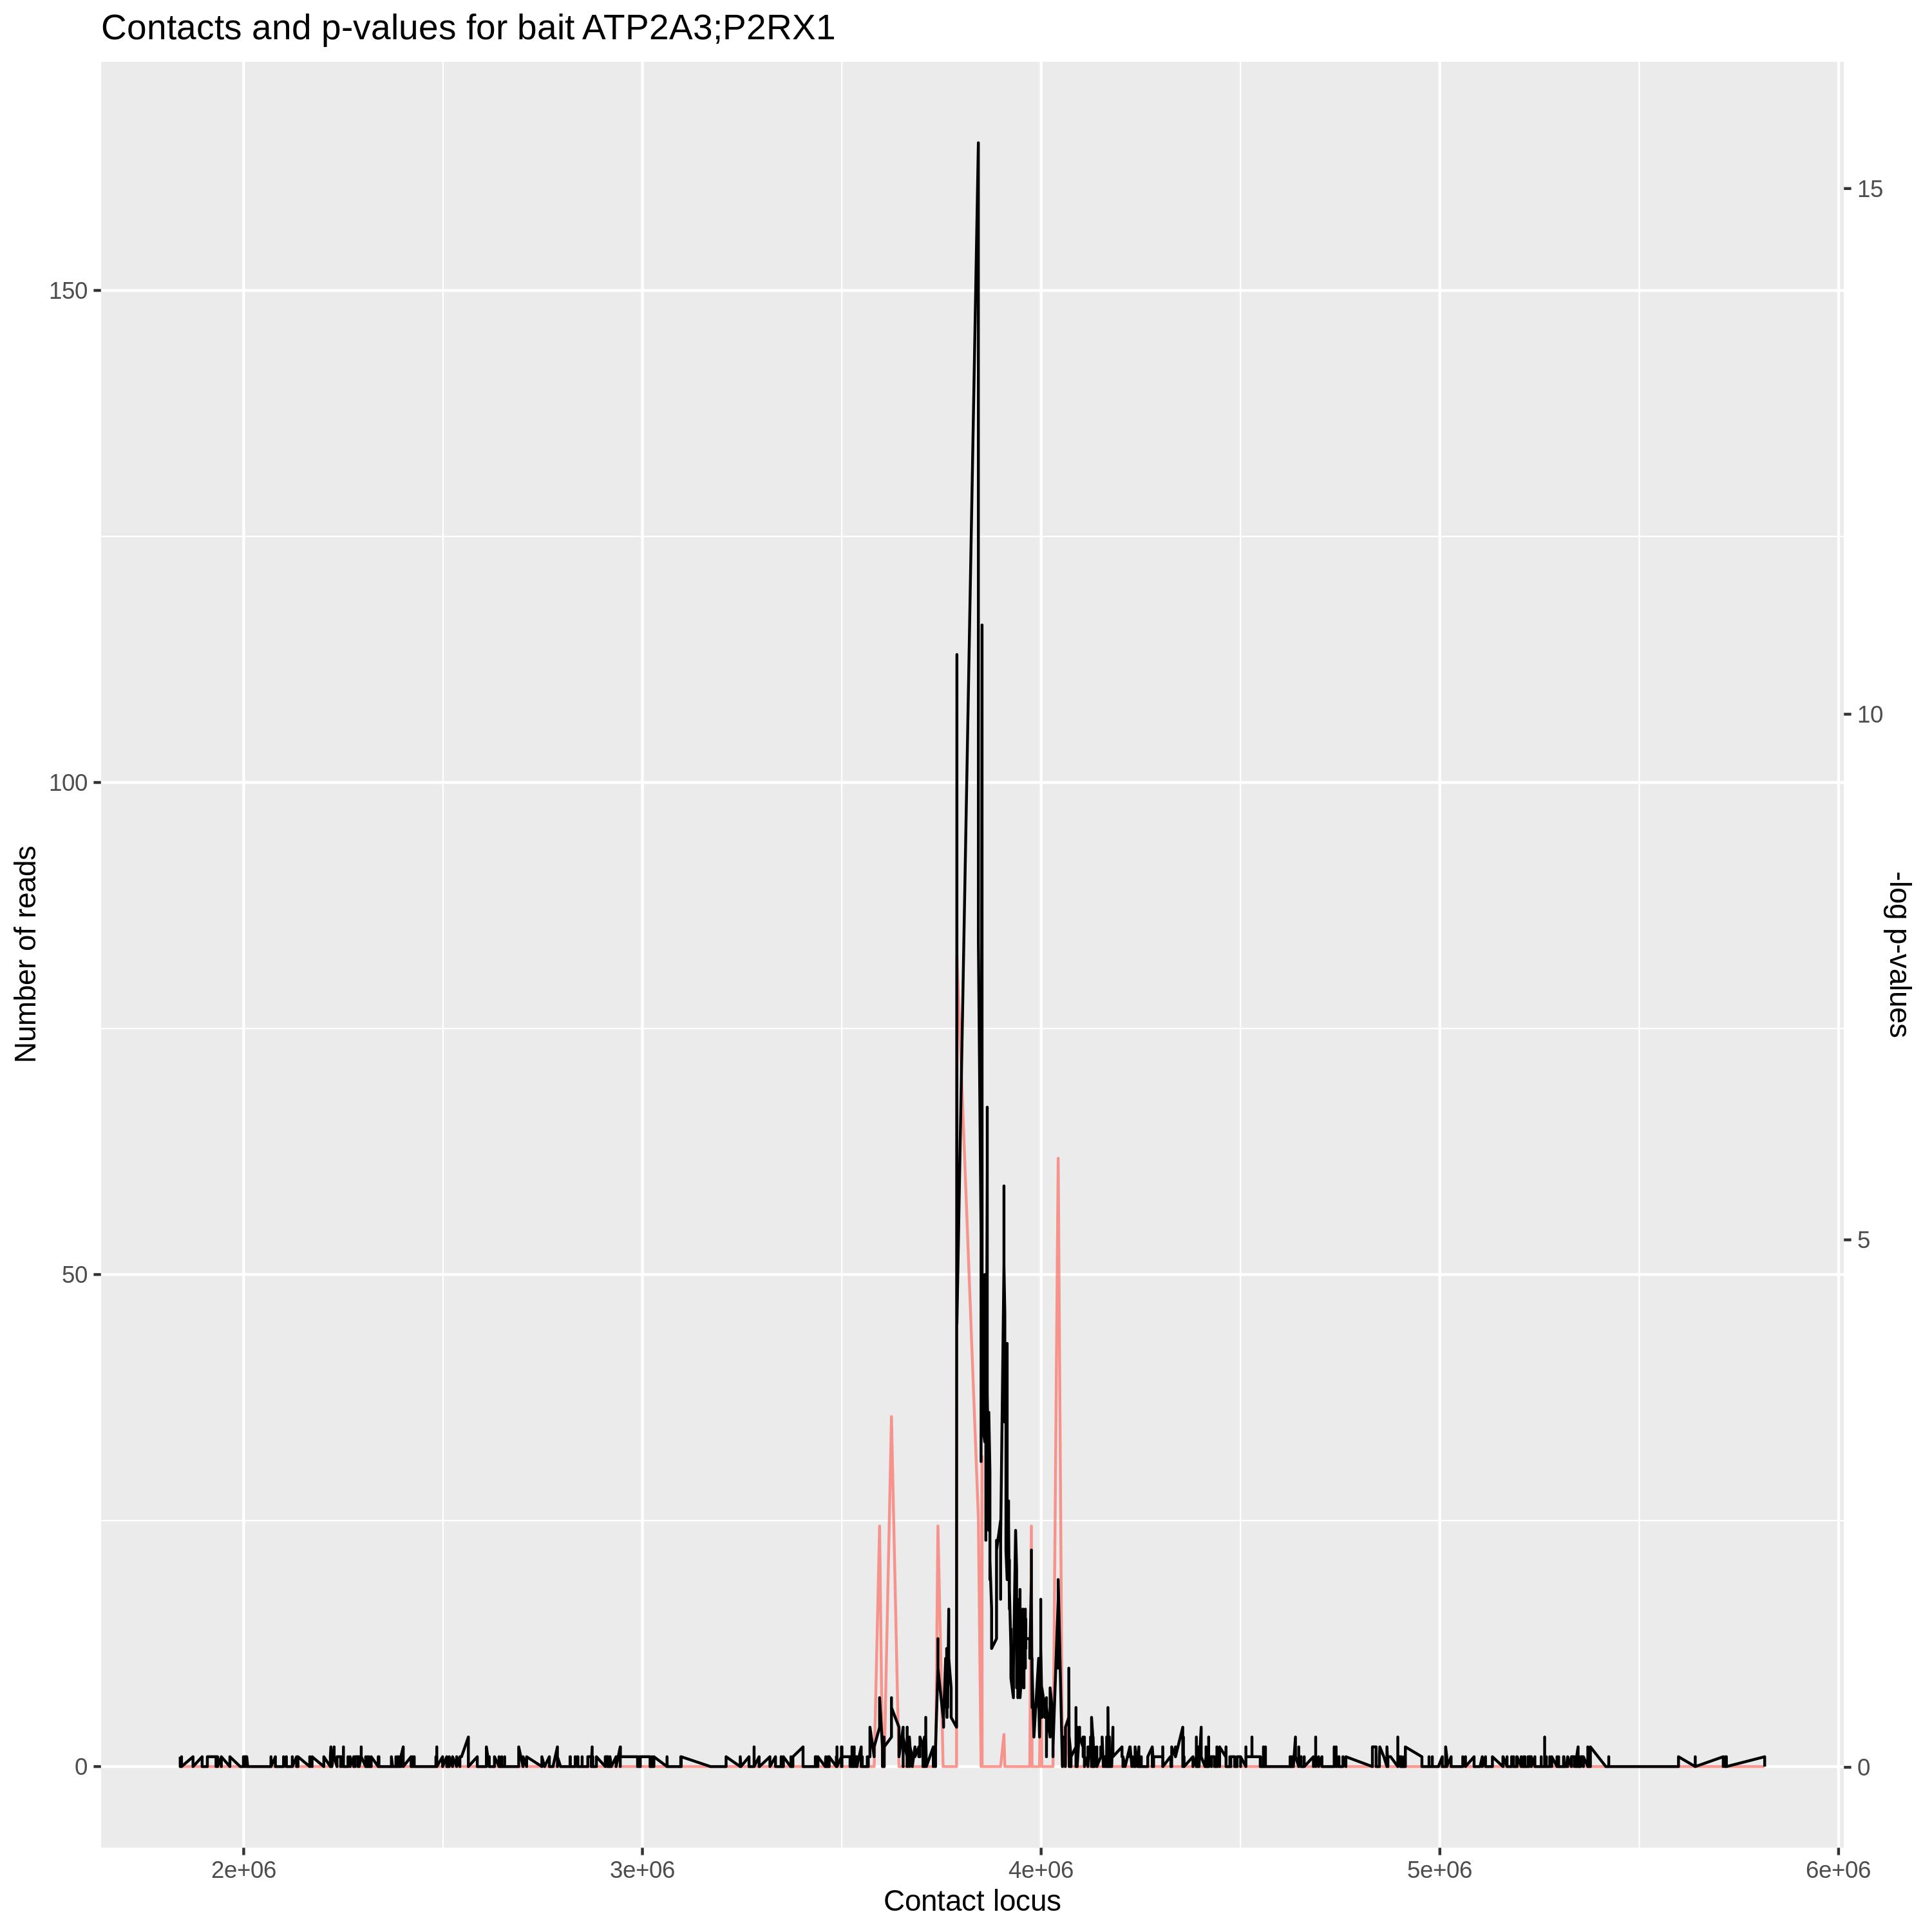 Contacts and p-values for bait ATP2A3;P2RX1
150
100
50
0
15
10
5
0
2e+06
3e+06
4e+06
5e+06
6e+06
Contact locus
Number of reads
-log p-values